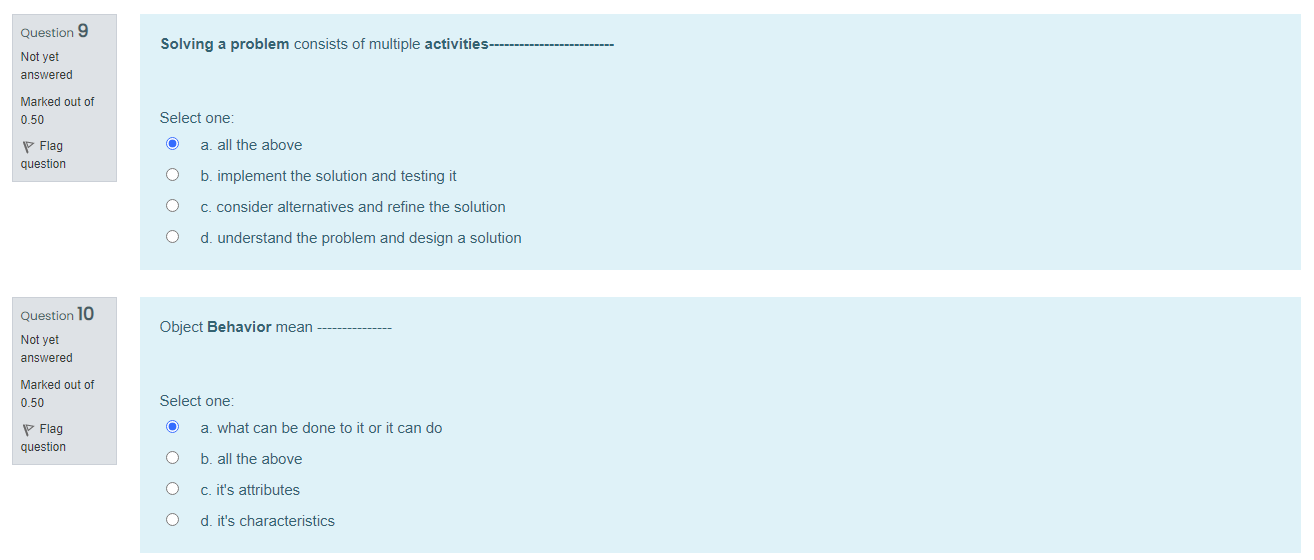 Question 9
Not yet
answered
Marked out of
0.50
Flag
question
Solving a problem consists of multiple activities-------------------------
Select one:
a. all the above
b. implement the solution and testing it
c. consider alternatives and refine the solution
d. understand the problem and design a solution
Question 10
Not yet
answered
Marked out of
0.50
Flag
question
Object Behavior mean ---------------
Select one:
a. what can be done to it or it can do
b. all the above
c. it's attributes
d. it's characteristics